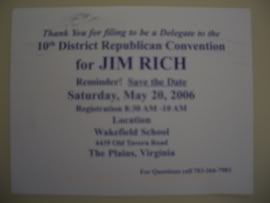 Thank You for filing to be a Delegate to the
10th District Republican Convention
for JIM RICH
Reminder! Save the Date
Saturday, May 20, 2006
Registration 8:30 AM -10 AM
Location
Wakefield School
4439 Old Tavern Road
The Plains, Virginia
For Questions call